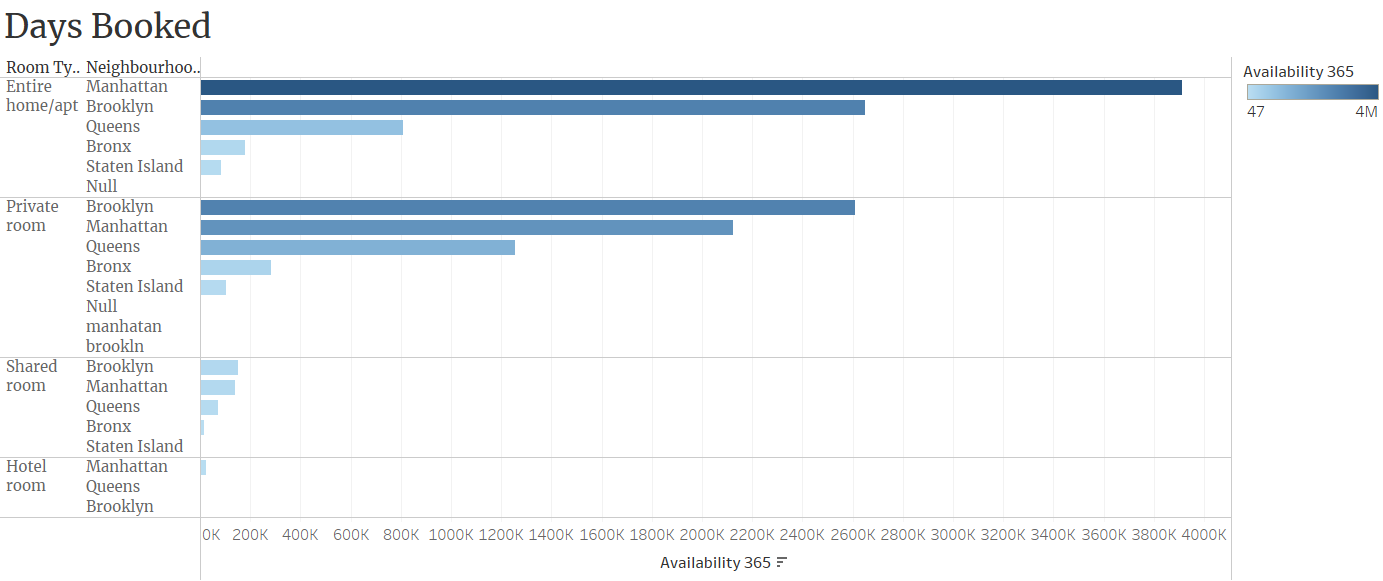 Days Booked
Room Ty.. Neighbourhoo..
Entire home/apt
Manhattan
Brooklyn
Queens
Bronx
Staten Island
Null
Private room
Brooklyn
Manhattan
Queens
Bronx
Staten Island
Null
manhatan
brookln
Shared room
Brooklyn
Manhattan
Queens
Bronx
Staten Island
Hotel room
Manhattan
Queens
Brooklyn
0K 200K 400K 600K 800K 1000K 1200K 1400K 1600K 1800K 2000K 2200K 2400K 2600K 2800K 3000K 3200K 3400K 3600K 3800K 4000K
Availability 365
Availability 365
47 4M